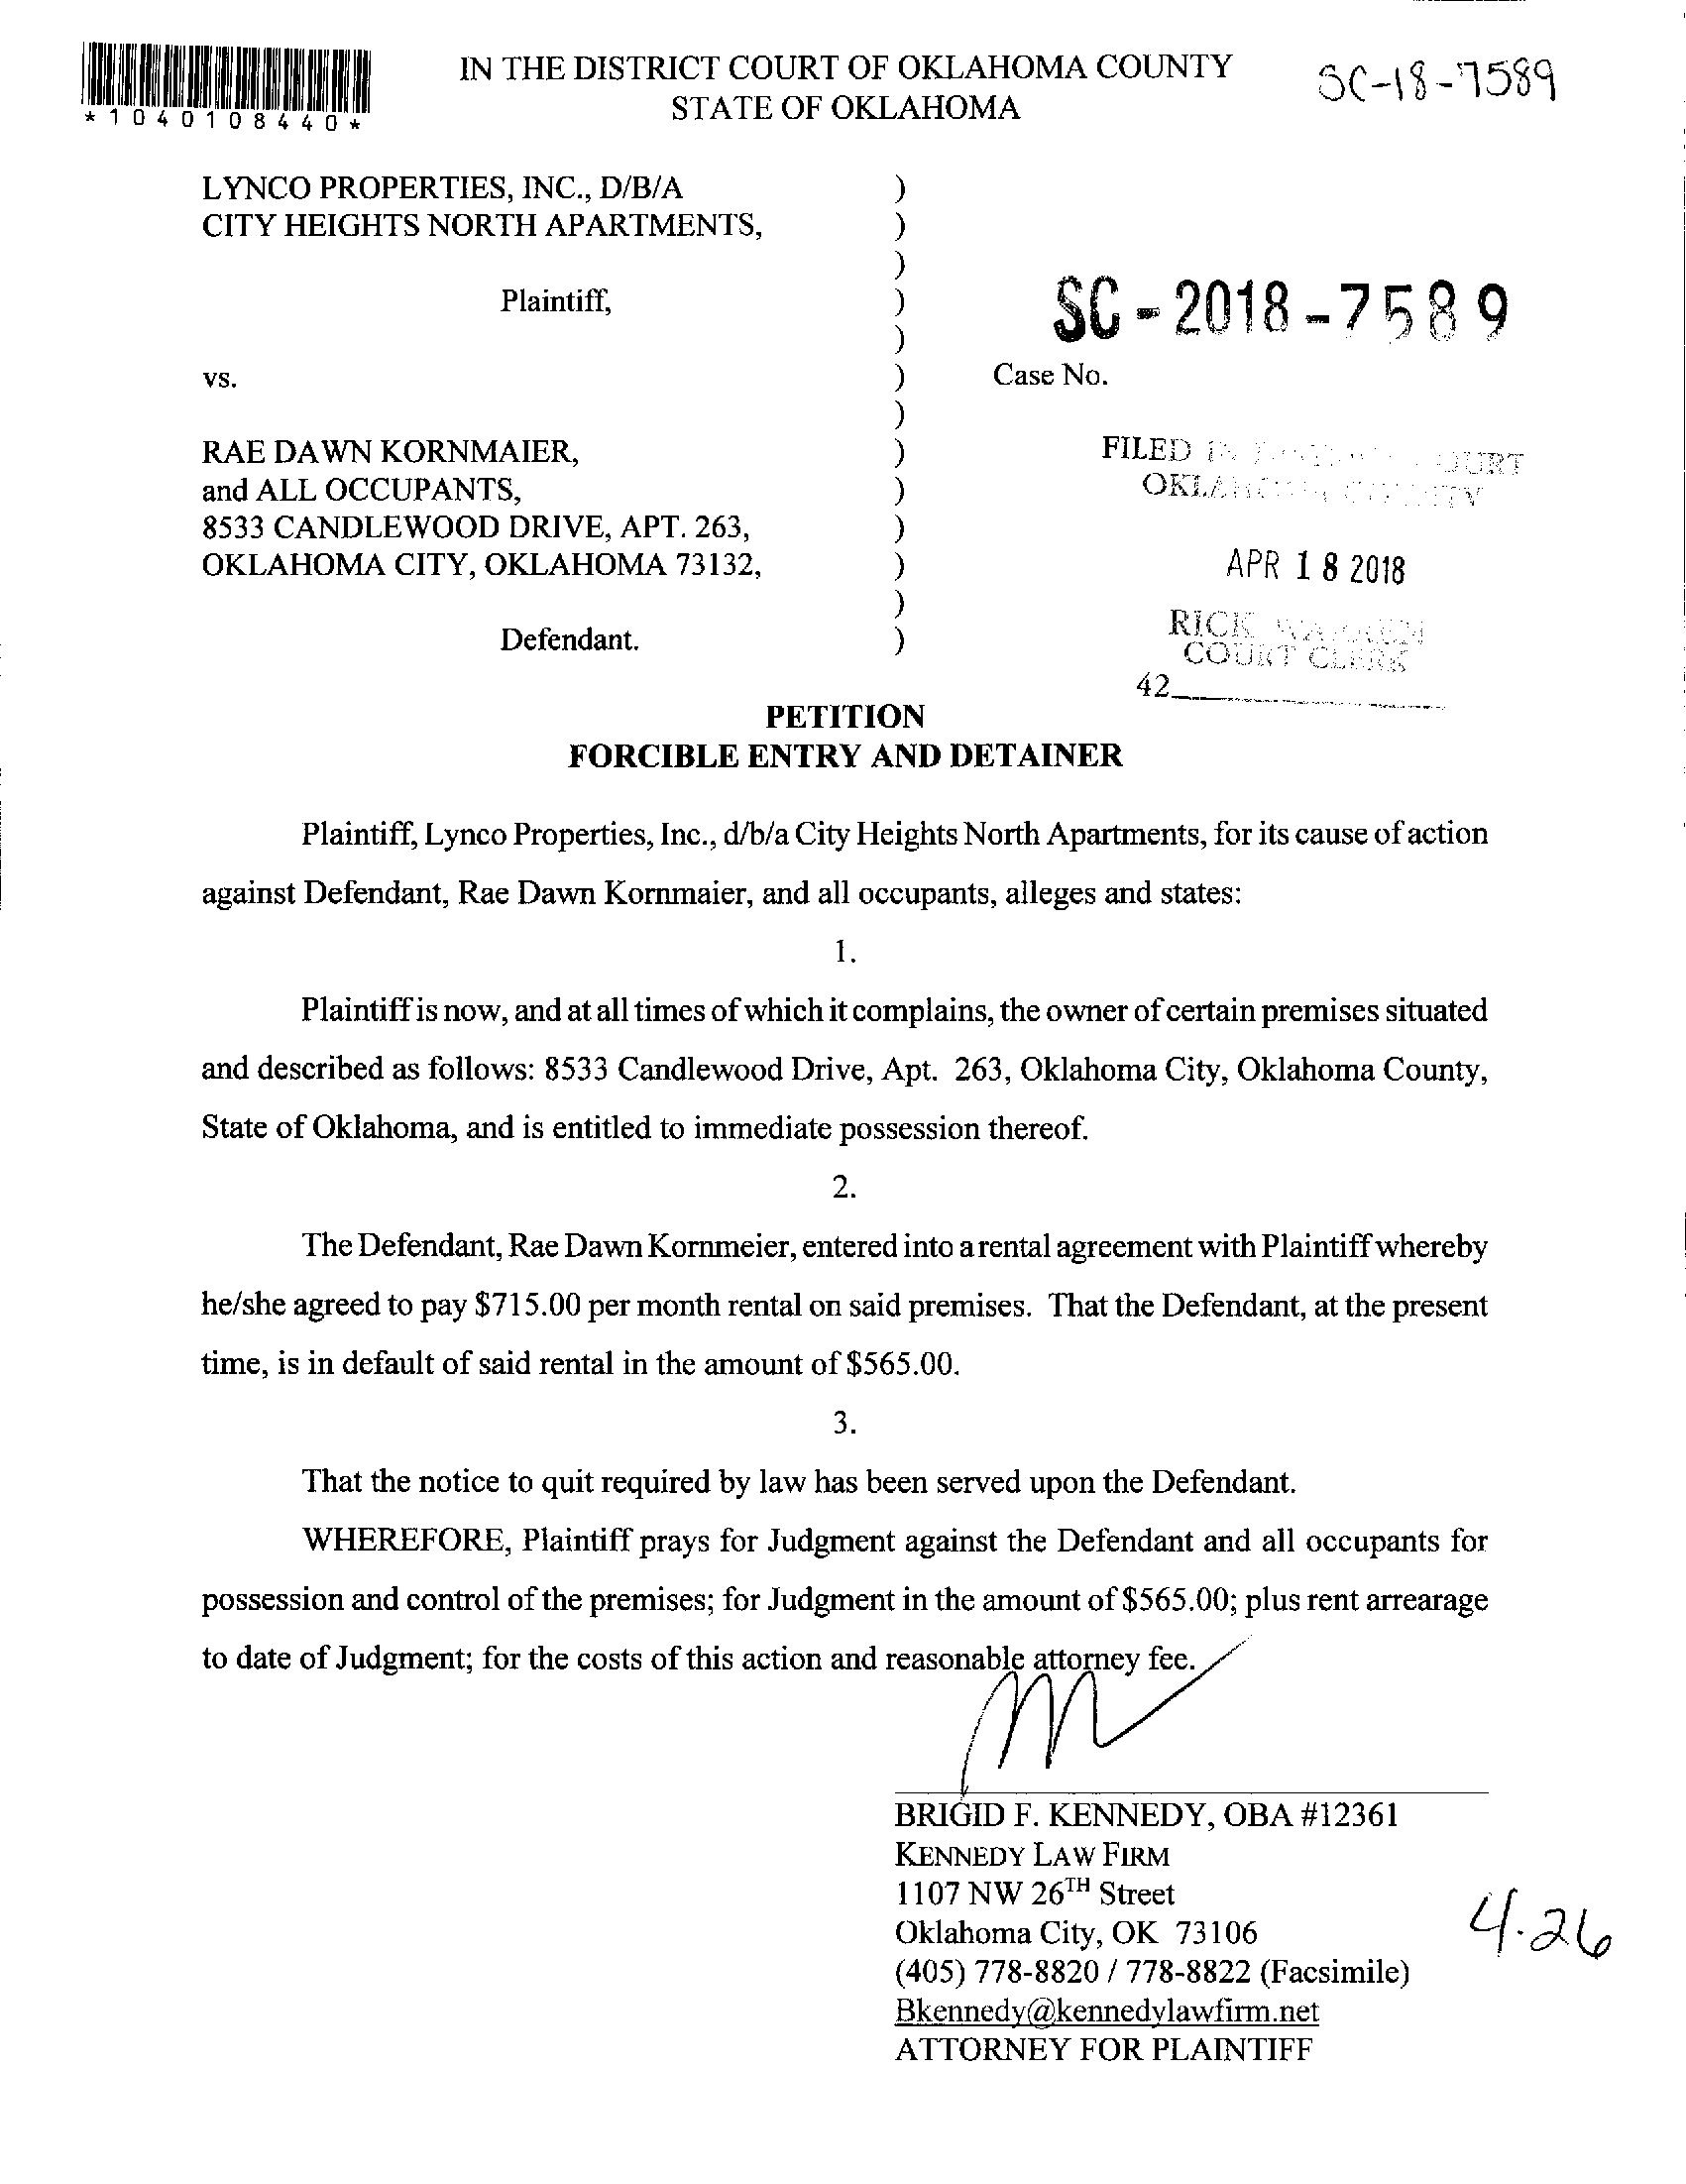 IN THE DISTRICT COURT OF OKLAHOMA COUNTY
STATE OF OKLAHOMA
SC-18-7589
*1040108440*
LYNCO PROPERTIES, INC., D/B/A )
CITY HEIGHTS NORTH APARTMENTS, )
)
Plaintiff, )
)
SC-2018-7589
vs. ) Case No.
)
RAE DAWN KORNMAIER, )
and ALL OCCUPANTS, )
8533 CANDLEWOOD DRIVE, APT. 263, )
OKLAHOMA CITY, OKLAHOMA 73132, )
)
Defendant. )
FILED COURT
APR 18 2018
RICK
COURT CLERK
42
PETITION
FORCIBLE ENTRY AND DETAINER
Plaintiff, Lynco Properties, Inc., d/b/a City Heights North Apartments, for its cause of action
against Defendant, Rae Dawn Kornmaier, and all occupants, alleges and states:
1.
Plaintiff is now, and at all times of which it complains, the owner of certain premises situated
and described as follows: 8533 Candlewood Drive, Apt. 263, Oklahoma City, Oklahoma County,
State of Oklahoma, and is entitled to immediate possession thereof.
2.
The Defendant, Rae Dawn Kornmeier, entered into a rental agreement with Plaintiff whereby
he/she agreed to pay $715.00 per month rental on said premises. That the Defendant, at the present
time, is in default of said rental in the amount of $565.00.
3.
That the notice to quit required by law has been served upon the Defendant.
WHEREFORE, Plaintiff prays for Judgment against the Defendant and all occupants for
possession and control of the premises; for Judgment in the amount of $565.00; plus rent arrearage
to date of Judgment; for the costs of this action and reasonable attorney fee.
BRIGID F. KENNEDY, OBA #12361
KENNEDY LAW FIRM
1107 NW 26TH Street
Oklahoma City, OK 73106
(405) 778-8820 / 778-8822 (Facsimile)
Bkennedy@kennedylawfirm.net
ATTORNEY FOR PLAINTIFF
4.26